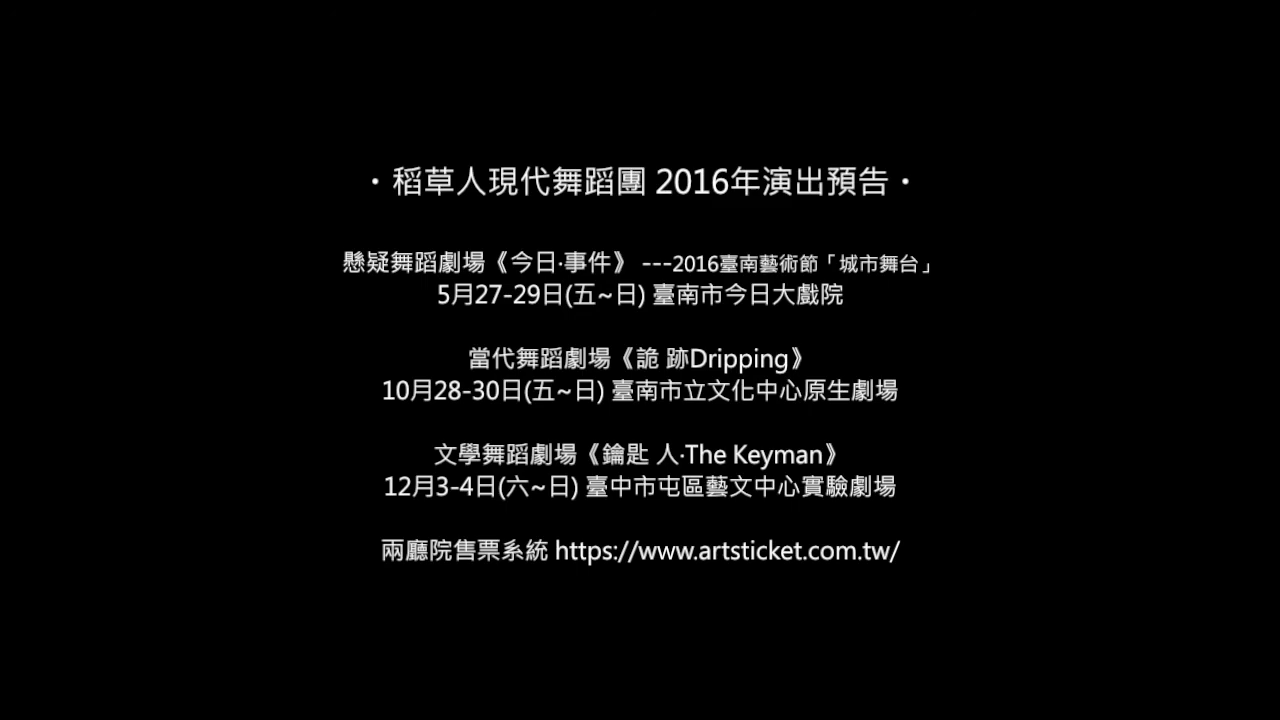 ・稻草人現代舞蹈團 2016年演出預告・
懸疑舞蹈劇場《今日‧事件》 ---2016臺南藝術節「城市舞台」
5月27-29日(五~日) 臺南市今日大戲院
當代舞蹈劇場《詭 跡Dripping》
10月28-30日(五~日) 臺南市立文化中心原生劇場
文學舞蹈劇場《鑰匙 人‧The Keyman》
12月3-4日(六~日) 臺中市屯區藝文中心實驗劇場
兩廳院售票系統 https://www.artsticket.com.tw/